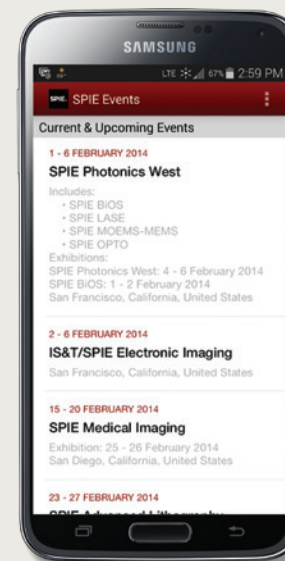 SAMSUNG
LTE 67% 2:59 PM
SPIE. SPIE Events
Current & Upcoming Events
1 - 6 FEBRUARY 2014
SPIE Photonics West
Includes:
• SPIE BiOS
• SPIE LASE
• SPIE MOEMS-MEMS
• SPIE OPTO
Exhibitions:
SPIE Photonics West: 4 - 6 February 2014
SPIE BiOS: 1 - 2 February 2014
San Francisco, California, United States
2 - 6 FEBRUARY 2014
IS&T/SPIE Electronic Imaging
San Francisco, California, United States
15 - 20 FEBRUARY 2014
SPIE Medical Imaging
Exhibition: 25 - 26 February 2014
San Diego, California, United States
23 - 27 FEBRUARY 2014
SPIE Advanced Lithography